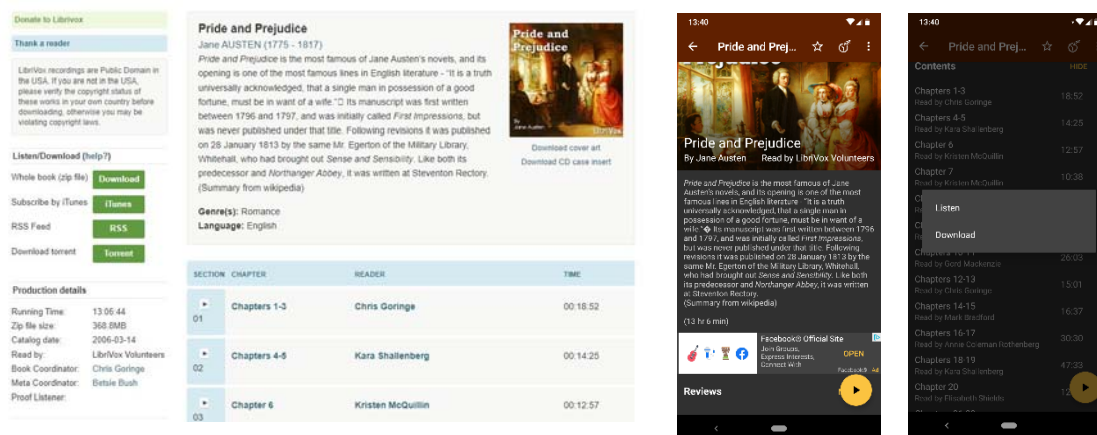 Donate to Librivox
Thank a reader
LibriVox recordings are Public Domain in
the USA. If you are not in the USA,
please verify the copyright status of
these works in your own country before
downloading, otherwise you may be
violating copyright laws.
Listen/Download (help?)
Whole book (zip file) Download
Subscribe by iTunes iTunes
RSS Feed RSS
Download torrent Torrent
Production details
Running Time: 13:06:44
Zip file size: 368.8MB
Catalog date: 2006-03-14
Read by: LibriVox Volunteers
Book Coordinator: Chris Goringe
Meta Coordinator: Betsie Bush
Proof Listener:
Pride and Prejudice
Jane AUSTEN (1775 - 1817)
Pride and Prejudice is the most famous of Jane Austen's novels, and its
opening is one of the most famous lines in English literature - "It is a truth
universally acknowledged, that a single man in possession of a good
fortune, must be in want of a wife."□ Its manuscript was first written
between 1796 and 1797, and was initially called First Impressions, but
was never published under that title. Following revisions it was published
on 28 January 1813 by the same Mr. Egerton of the Military Library,
Whitehall, who had brought out Sense and Sensibility. Like both its
predecessor and Northanger Abbey, it was written at Steventon Rectory.
(Summary from wikipedia)
Genre(s): Romance
Language: English
Pride and
Prejudice
By
Jane Austen
LibriVox
Download cover art
Download CD case insert
SECTION CHAPTER READER TIME
01 Chapters 1-3 Chris Goringe 00:18:52
02 Chapters 4-5 Kara Shallenberg 00:14:25
03 Chapter 6 Kristen McQuillin 00:12:57
13:40
Pride and Prej...
Prejudice
Pride and Prejudice
By Jane Austen Read by LibriVox Volunteers
Pride and Prejudice is the most famous of Jane
Austen's novels, and its opening is one of the most
famous lines in English literature - "It is a truth
universally acknowledged, that a single man in
possession of a good fortune, must be in want of a
wife."� Its manuscript was first written between 1796
and 1797, and was initially called First Impressions,
but was never published under that title. Following
revisions it was published on 28 January 1813 by the
same Mr. Egerton of the Military Library, Whitehall,
who had brought out Sense and Sensibility. Like both
its predecessor and Northanger Abbey, it was written
at Steventon Rectory.
(Summary from wikipedia)
(13 hr 6 min)
Facebook® Official Site
Join Groups,
Express Interests,
Connect With
OPEN
Facebook® Ad
Reviews
13:40
Pride and Prej...
Contents HIDE
Chapters 1-3 18:52
Read by Chris Goringe
Chapters 4-5 14:25
Read by Kara Shallenberg
Chapter 6 12:57
Read by Kristen McQuillin
Chapter 7 10:38
Read by Kristen McQuillin
Listen
Download
26:03
Read by Gord Mackenzie
Chapters 12-13 15:01
Read by Chris Goringe
Chapters 14-15 16:37
Read by Mark Bradford
Chapters 16-17 30:30
Read by Annie Coleman Rothenberg
Chapters 18-19 47:33
Read by Kara Shallenberg
Chapter 20
Read by Elisabeth Shields